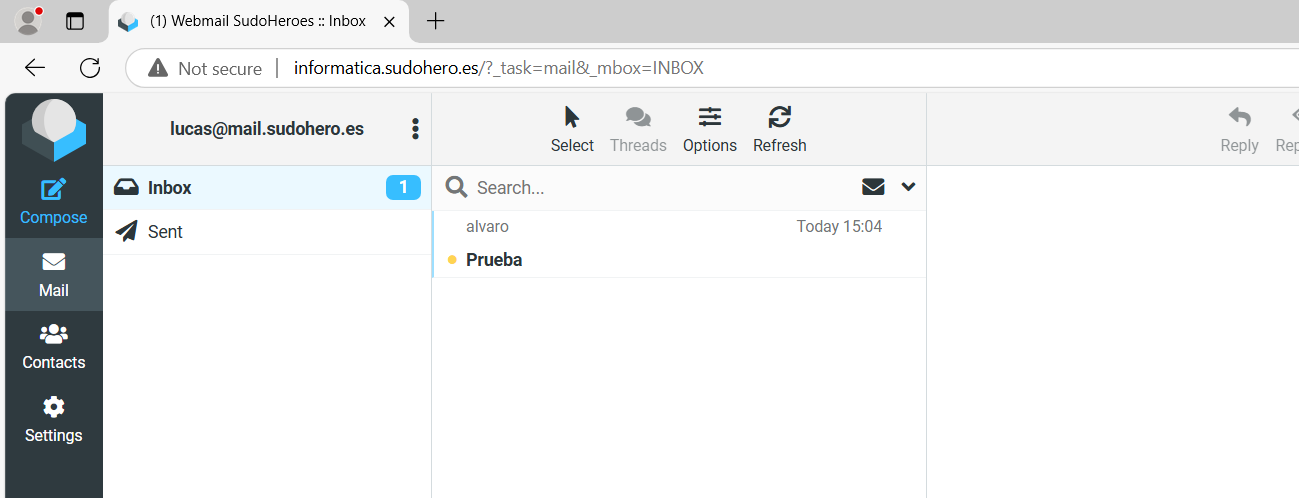 (1) Webmail SudoHeroes :: Inbox
Not secure
informatica.sudohero.es/?_task=mail&_mbox=INBOX
lucas@mail.sudohero.es
Select
Threads
Options
Refresh
Reply
Rep
Compose
Mail
Contacts
Settings
Inbox 1
Sent
Search...
alvaro Today 15:04
Prueba